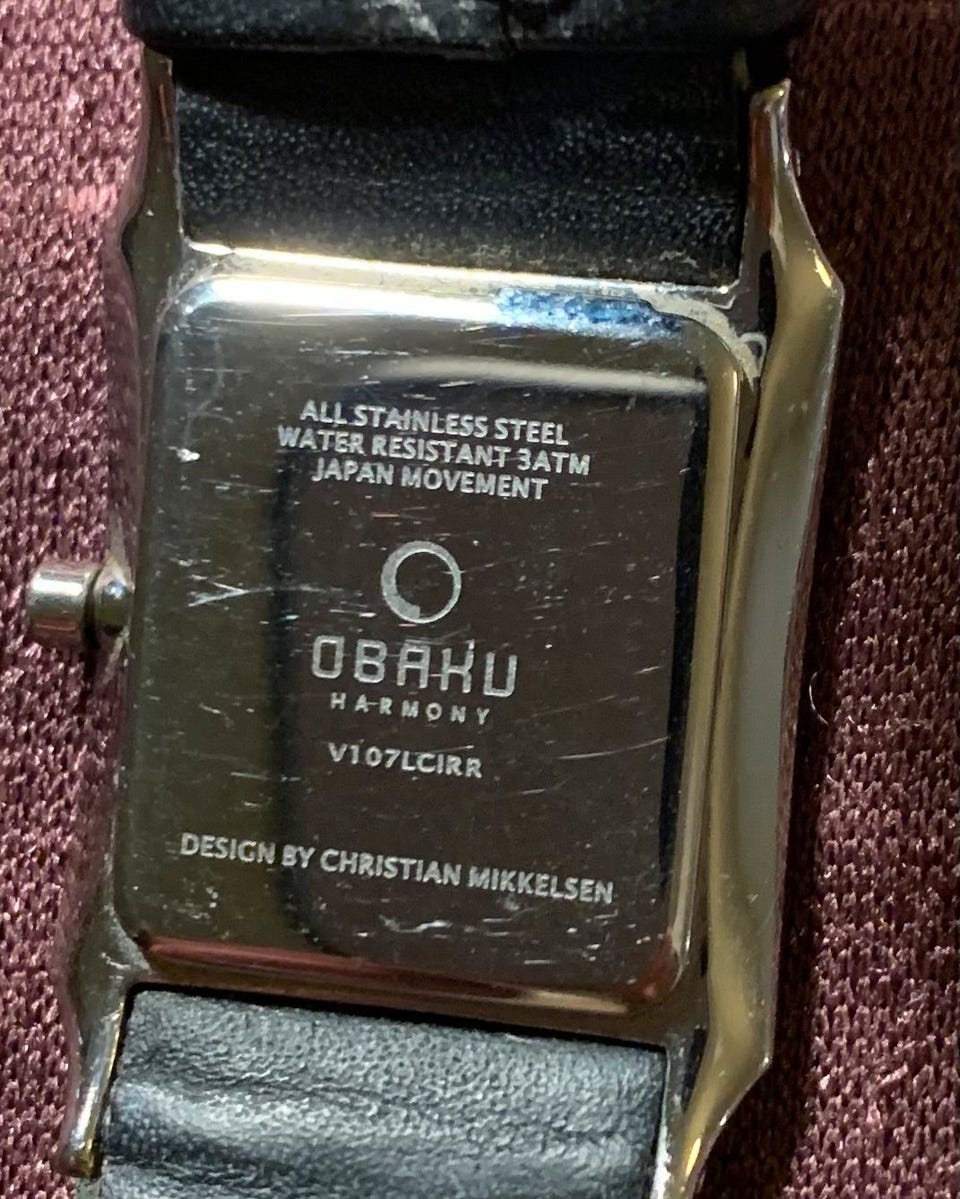 ALL STAINLESS STEEL
WATER RESISTANT 3ATM
JAPAN MOVEMENT
OBAKU
HARMONY
V107LCIRR
DESIGN BY CHRISTIAN MIKKELSEN